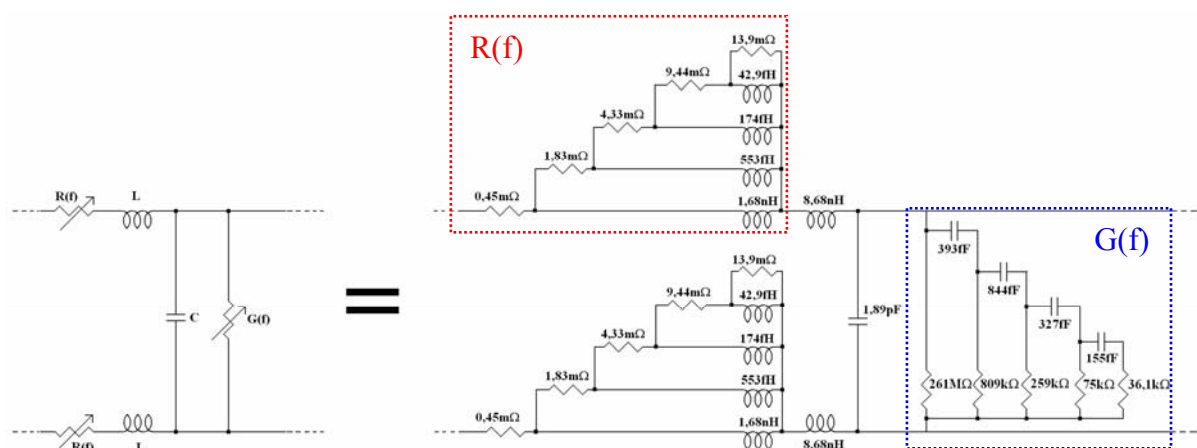 R(f)
13,9mΩ
9,44mΩ
42,9fH
4,33mΩ
174fH
1,83mΩ
553fH
0,45mΩ
1,68nH
8,68nH
R(f)
L
C
G(f)
=
13,9mΩ
9,44mΩ
42,9fH
4,33mΩ
174fH
1,83mΩ
553fH
0,45mΩ
1,68nH
8,68nH
1,89pF
G(f)
393fF
844fF
327fF
155fF
261MΩ
809kΩ
259kΩ
75kΩ
36,1kΩ
R(f)
L